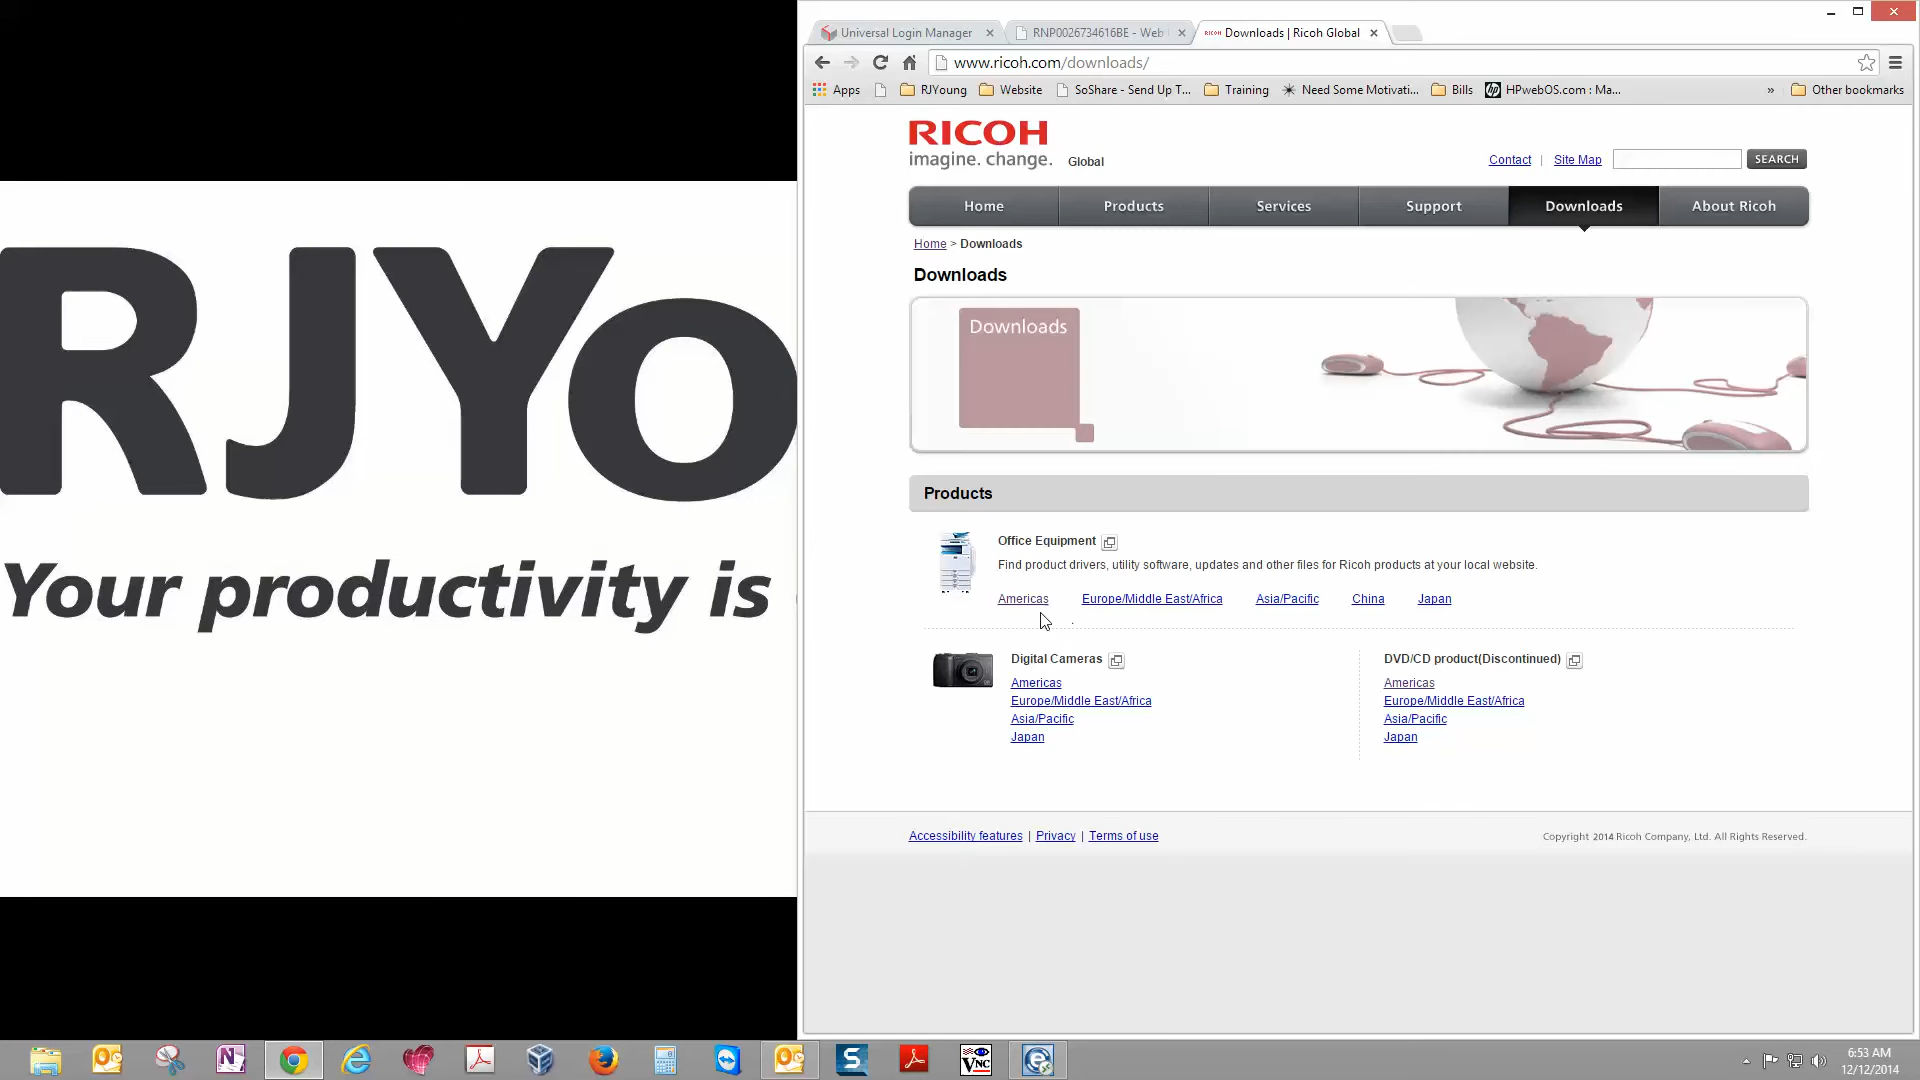 RJYo
Your productivity is
Universal Login Manager
RNP0026734616BE - Web
RICOH Downloads | Ricoh Global
www.ricoh.com/downloads/
Apps
RJYoung
Website
SoShare - Send Up T...
Training
Need Some Motivati...
Bills
hp
HPwebOS.com : Ma...
»
Other bookmarks
RICOH
imagine. change.
Global
Contact | Site Map
SEARCH
Home
Products
Services
Support
Downloads
About Ricoh
Home > Downloads
Downloads
Downloads
Products
Office Equipment
Find product drivers, utility software, updates and other files for Ricoh products at your local website.
Americas
Europe/Middle East/Africa
Asia/Pacific
China
Japan
Digital Cameras
Americas
Europe/Middle East/Africa
Asia/Pacific
Japan
DVD/CD product(Discontinued)
Americas
Europe/Middle East/Africa
Asia/Pacific
Japan
Accessibility features | Privacy | Terms of use
Copyright 2014 Ricoh Company, Ltd. All Rights Reserved.
N
S
VNC
6:53 AM
12/12/2014